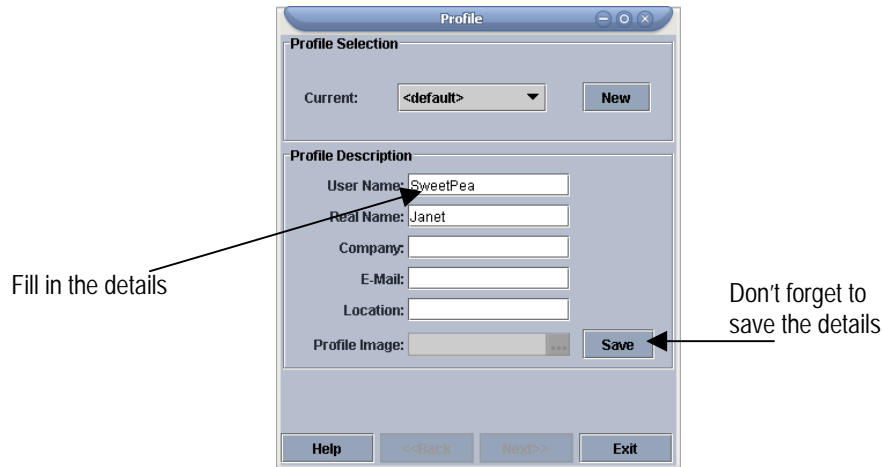 Profile
Profile Selection
Current: <default> New
Profile Description
User Name: SweetPea
Real Name: Janet
Company:
E-Mail:
Location:
Profile Image: ... Save
Fill in the details
Don't forget to
save the details
Help <<Back Next>> Exit